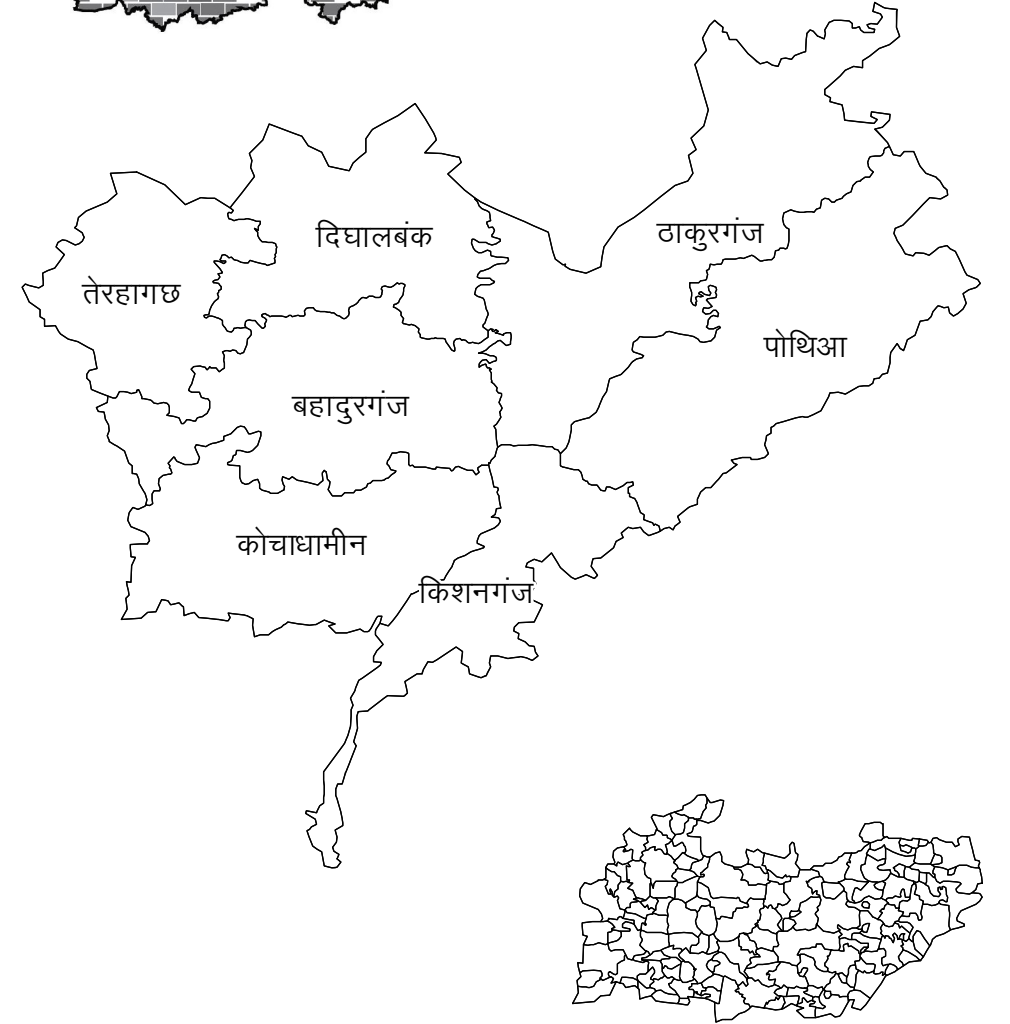 दिघालबंक
ठाकुरगंज
तेरहागछ
पोथिआ
बहादुरगंज
कोचाधामीन
किशनगंज